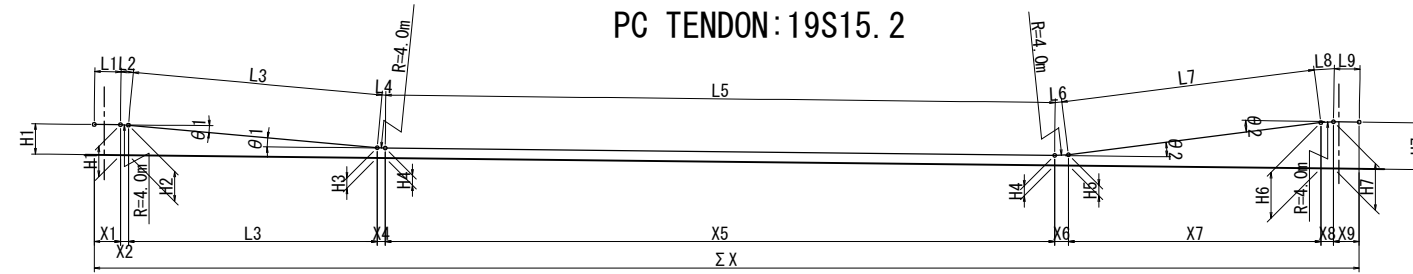 PC TENDON:19S15.2
R=4.0m
R=4.0m
L1
L2
L3
L4
L5
L6
L7
L8
L9
H1
H1
θ1
θ1
θ2
θ2
H2
R=4.0m
H3
H4
H4
H5
H6
R=4.0m
H7
X1
X2
L3
X4
X5
X6
X7
X8
X9
ΣX